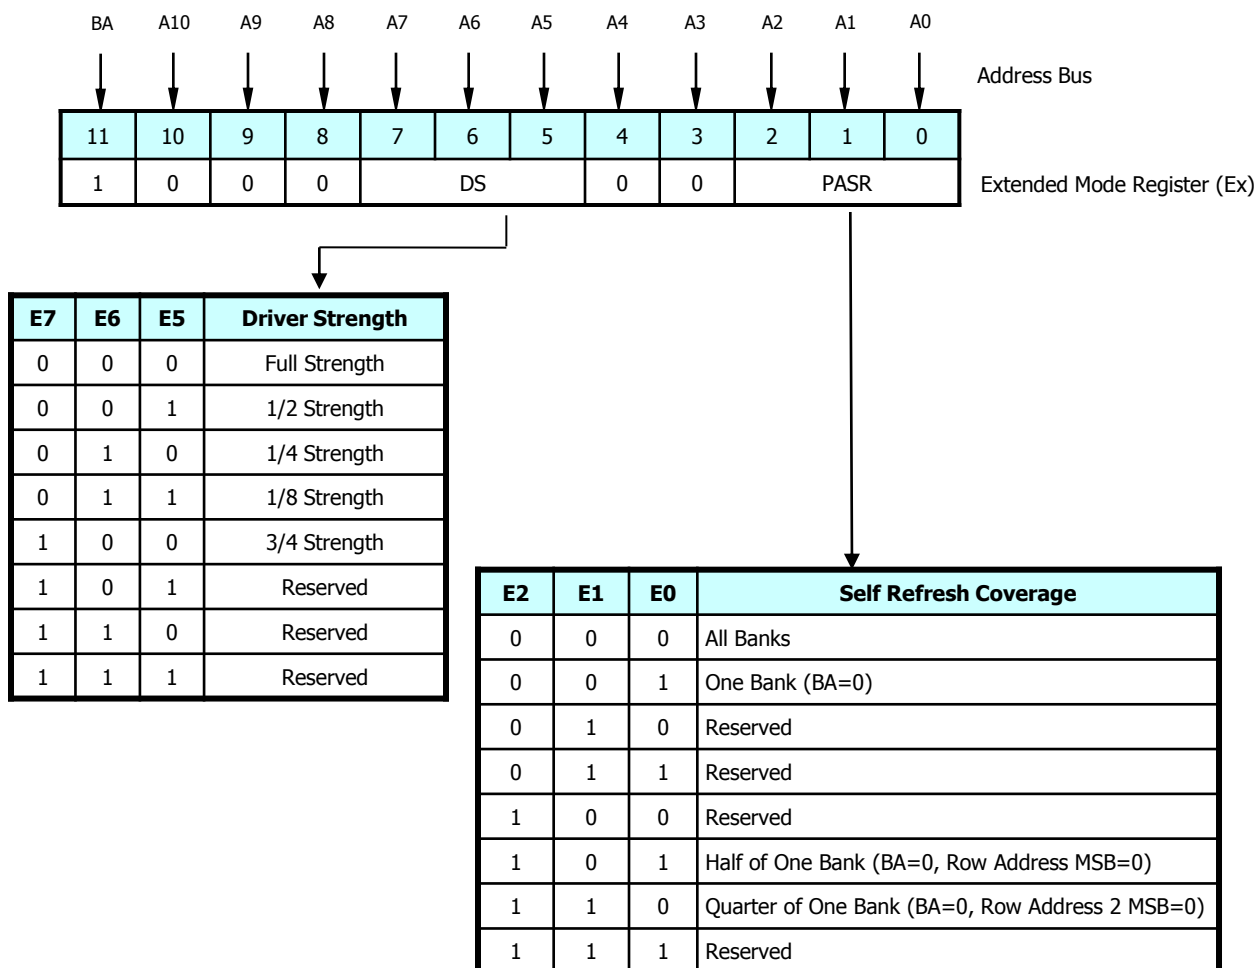 BA A10 A9 A8 A7 A6 A5 A4 A3 A2 A1 A0
Address Bus
11 10 9 8 7 6 5 4 3 2 1 0
1 0 0 0 DS 0 0 PASR
Extended Mode Register (Ex)
E7 E6 E5 Driver Strength
0 0 0 Full Strength
0 0 1 1/2 Strength
0 1 0 1/4 Strength
0 1 1 1/8 Strength
1 0 0 3/4 Strength
1 0 1 Reserved
1 1 0 Reserved
1 1 1 Reserved
E2 E1 E0 Self Refresh Coverage
0 0 0 All Banks
0 0 1 One Bank (BA=0)
0 1 0 Reserved
0 1 1 Reserved
1 0 0 Reserved
1 0 1 Half of One Bank (BA=0, Row Address MSB=0)
1 1 0 Quarter of One Bank (BA=0, Row Address 2 MSB=0)
1 1 1 Reserved